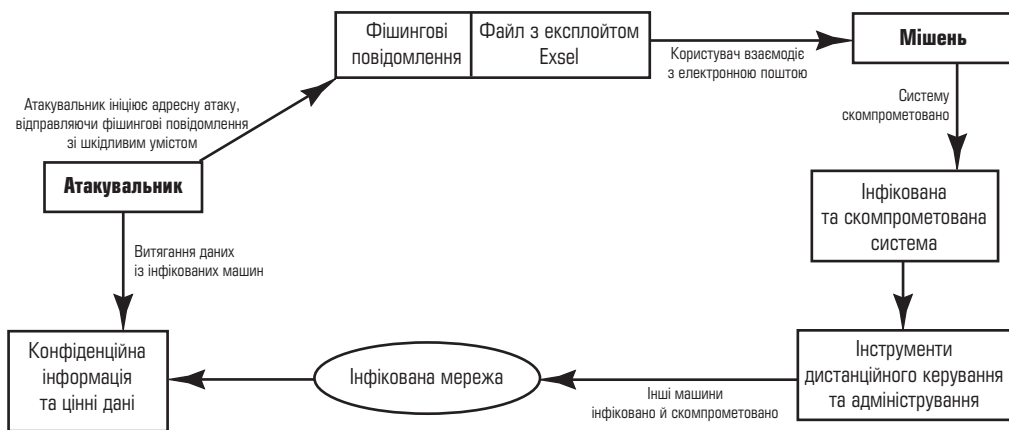 Фішингові
повідомлення
Файл з експлойтом
Exsel
Користувач взаємодіє
з електронною поштою
Мішень
Атакувальник ініціює адресну атаку,
відправляючи фішингові повідомлення
зі шкідливим умістом
Систему
скомпрометовано
Атакувальник
Інфікована
та скомпрометована
система
Витягання даних
із інфікованих машин
Конфіденційна
інформація
та цінні дані
Інфікована мережа
Інші машини
інфіковано й скомпрометовано
Інструменти
дистанційного керування
та адміністрування